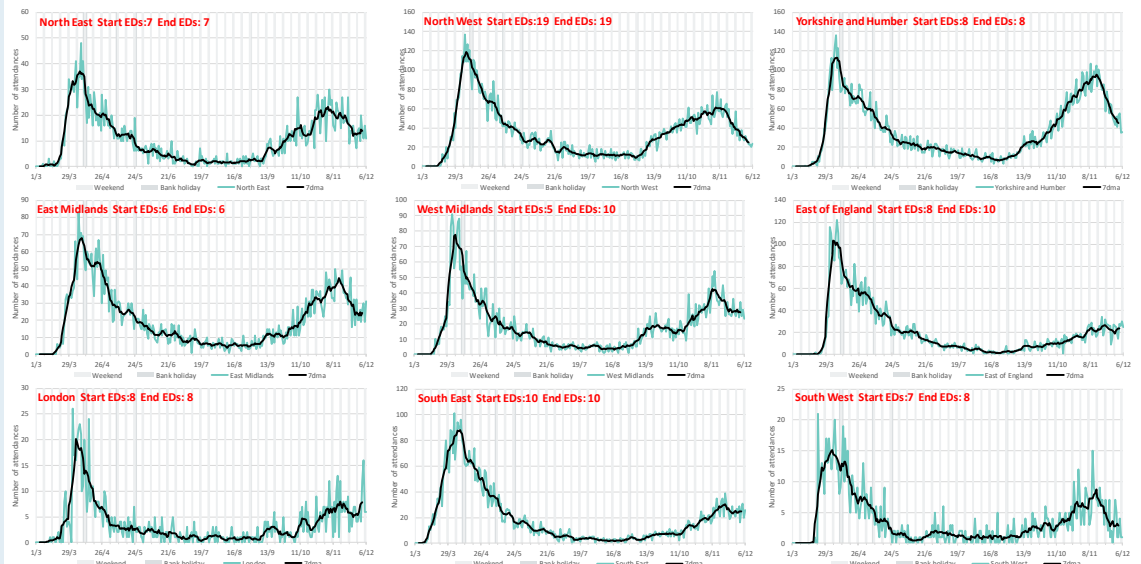 North East Start EDs:7 End EDs: 7
Number of attendances
60
50
40
30
20
10
0
1/3 29/3 26/4 24/5 21/6 19/7 16/8 13/9 11/10 8/11 6/12
Weekend Bank holiday North East 7dma
North West Start EDs:19 End EDs: 19
Number of attendances
160
140
120
100
80
60
40
20
0
1/3 29/3 26/4 24/5 21/6 19/7 16/8 13/9 11/10 8/11 6/12
Weekend Bank holiday North West 7dma
Yorkshire and Humber Start EDs:8 End EDs: 8
Number of attendances
160
140
120
100
80
60
40
20
0
1/3 29/3 26/4 24/5 21/6 19/7 16/8 13/9 11/10 8/11 6/12
Weekend Bank holiday Yorkshire and Humber 7dma
East Midlands Start EDs:6 End EDs: 6
Number of attendances
90
80
70
60
50
40
30
20
10
0
1/3 29/3 26/4 24/5 21/6 19/7 16/8 13/9 11/10 8/11 6/12
Weekend Bank holiday East Midlands 7dma
West Midlands Start EDs:5 End EDs: 10
Number of attendances
100
90
80
70
60
50
40
30
20
10
0
1/3 29/3 26/4 24/5 21/6 19/7 16/8 13/9 11/10 8/11 6/12
Weekend Bank holiday West Midlands 7dma
East of England Start EDs:8 End EDs: 10
Number of attendances
140
120
100
80
60
40
20
0
1/3 29/3 26/4 24/5 21/6 19/7 16/8 13/9 11/10 8/11 6/12
Weekend Bank holiday East of England 7dma
London Start EDs:8 End EDs: 8
Number of attendances
30
25
20
15
10
5
0
1/3 29/3 26/4 24/5 21/6 19/7 16/8 13/9 11/10 8/11 6/12
Weekend Bank holiday London 7dma
South East Start EDs:10 End EDs: 10
Number of attendances
120
100
80
60
40
20
0
1/3 29/3 26/4 24/5 21/6 19/7 16/8 13/9 11/10 8/11 6/12
Weekend Bank holiday South East 7dma
South West Start EDs:7 End EDs: 8
Number of attendances
25
20
15
10
5
0
1/3 29/3 26/4 24/5 21/6 19/7 16/8 13/9 11/10 8/11 6/12
Weekend Bank holiday South West 7dma